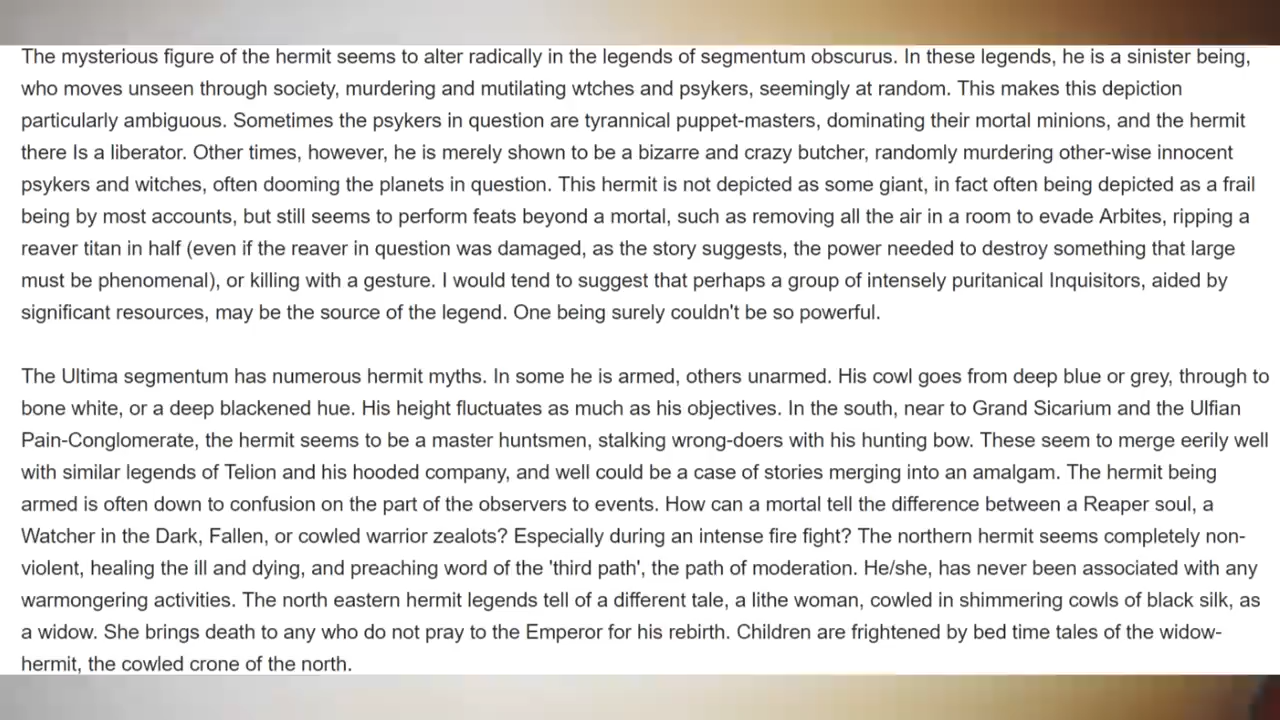 The mysterious figure of the hermit seems to alter radically in the legends of segmentum obscurus. In these legends, he is a sinister being,
who moves unseen through society, murdering and mutilating wtches and psykers, seemingly at random. This makes this depiction
particularly ambiguous. Sometimes the psykers in question are tyrannical puppet-masters, dominating their mortal minions, and the hermit
there Is a liberator. Other times, however, he is merely shown to be a bizarre and crazy butcher, randomly murdering other-wise innocent
psykers and witches, often dooming the planets in question. This hermit is not depicted as some giant, in fact often being depicted as a frail
being by most accounts, but still seems to perform feats beyond a mortal, such as removing all the air in a room to evade Arbites, ripping a
reaver titan in half (even if the reaver in question was damaged, as the story suggests, the power needed to destroy something that large
must be phenomenal), or killing with a gesture. I would tend to suggest that perhaps a group of intensely puritanical Inquisitors, aided by
significant resources, may be the source of the legend. One being surely couldn't be so powerful.
The Ultima segmentum has numerous hermit myths. In some he is armed, others unarmed. His cowl goes from deep blue or grey, through to
bone white, or a deep blackened hue. His height fluctuates as much as his objectives. In the south, near to Grand Sicarium and the Ulfian
Pain-Conglomerate, the hermit seems to be a master huntsmen, stalking wrong-doers with his hunting bow. These seem to merge eerily well
with similar legends of Telion and his hooded company, and well could be a case of stories merging into an amalgam. The hermit being
armed is often down to confusion on the part of the observers to events. How can a mortal tell the difference between a Reaper soul, a
Watcher in the Dark, Fallen, or cowled warrior zealots? Especially during an intense fire fight? The northern hermit seems completely non-
violent, healing the ill and dying, and preaching word of the 'third path', the path of moderation. He/she, has never been associated with any
warmongering activities. The north eastern hermit legends tell of a different tale, a lithe woman, cowled in shimmering cowls of black silk, as
a widow. She brings death to any who do not pray to the Emperor for his rebirth. Children are frightened by bed time tales of the widow-
hermit, the cowled crone of the north.